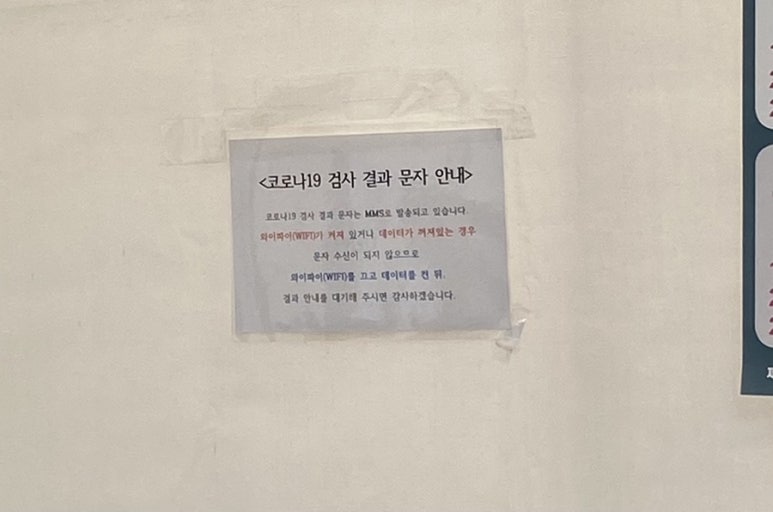 <코로나19 검사 결과 문자 안내>
코로나19 검사 결과 문자는 MMS로 발송되고 있습니다.
와이파이(WIFI)가 켜져 있거나 데이터가 꺼져있는 경우
문자 수신이 되지 않으므로
와이파이(WIFI)를 끄고 데이터를 켠 뒤,
결과 안내를 대기해 주시면 감사하겠습니다.